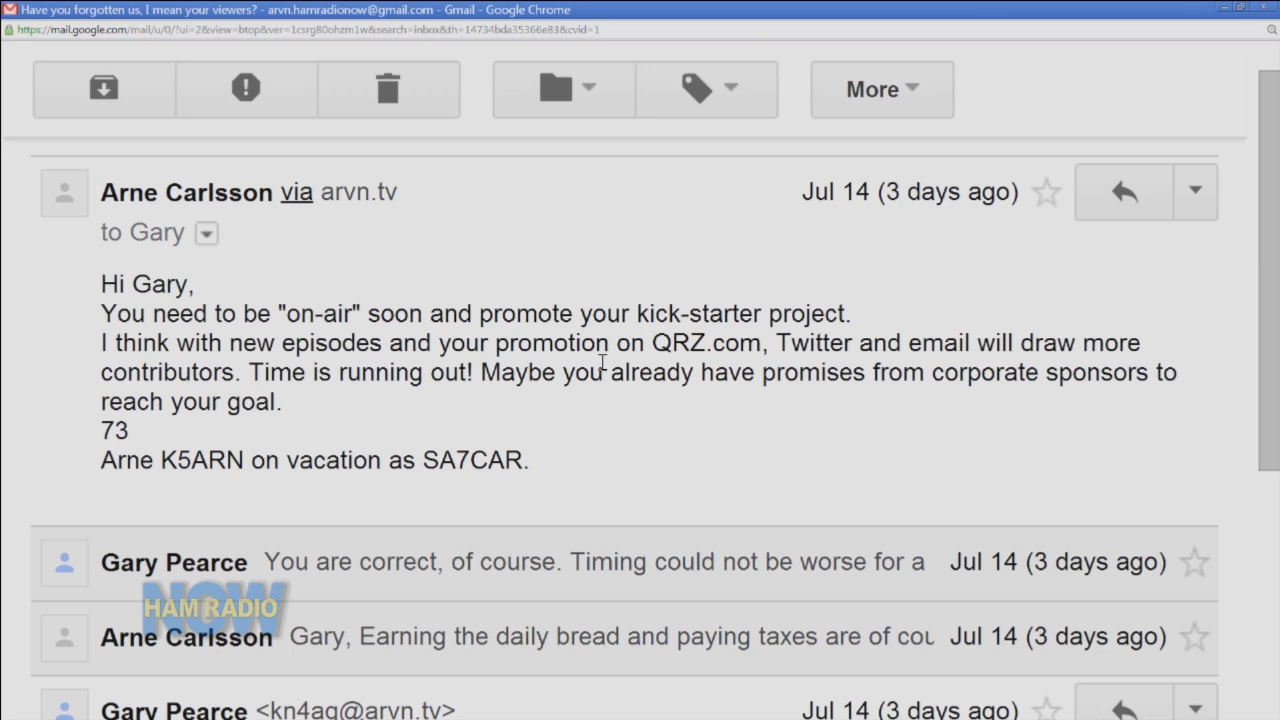 Have you forgotten us, I mean your viewers? - arvn.hamradionow@gmail.com - Gmail - Google Chrome
https://mail.google.com/mail/u/0/?ui=2&view=btop&ver=1csrg80ohzm1w&search=inbox&th=14734bda35366e83&cvid=1
More
Arne Carlsson via arvn.tv Jul 14 (3 days ago)
to Gary
Hi Gary,
You need to be "on-air" soon and promote your kick-starter project.
I think with new episodes and your promotion on QRZ.com, Twitter and email will draw more
contributors. Time is running out! Maybe you already have promises from corporate sponsors to
reach your goal.
73
Arne K5ARN on vacation as SA7CAR.
Gary Pearce You are correct, of course. Timing could not be worse for a Jul 14 (3 days ago)
NOW
HAM RADIO
Arne Carlsson Gary, Earning the daily bread and paying taxes are of cou Jul 14 (3 days ago)
Gary Pearce <kn4aq@arvn.tv> Jul 14 (3 days ago)